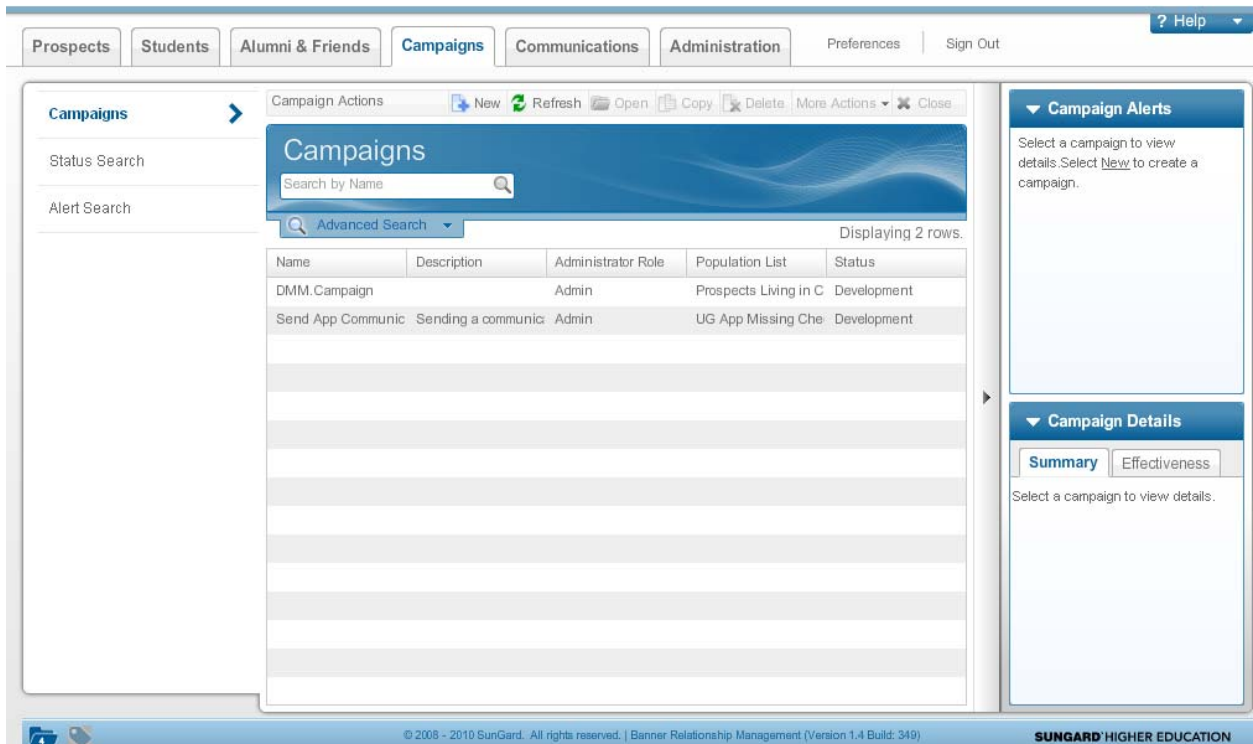 ? Help
Prospects Students Alumni & Friends Campaigns Communications Administration Preferences Sign Out
Campaigns
Status Search
Alert Search
Campaign Actions New Refresh Open Copy Delete More Actions Close
Campaigns
Search by Name
Advanced Search
Displaying 2 rows.
Name Description Administrator Role Population List Status
DMM.Campaign Admin Prospects Living in C Development
Send App Communic Sending a communic Admin UG App Missing Che Development
Campaign Alerts
Select a campaign to view
details.Select New to create a
campaign.
Campaign Details
Summary Effectiveness
Select a campaign to view details.
© 2008 - 2010 SunGard. All rights reserved. | Banner Relationship Management (Version 1.4 Build: 349)
SUNGARD' HIGHER EDUCATION